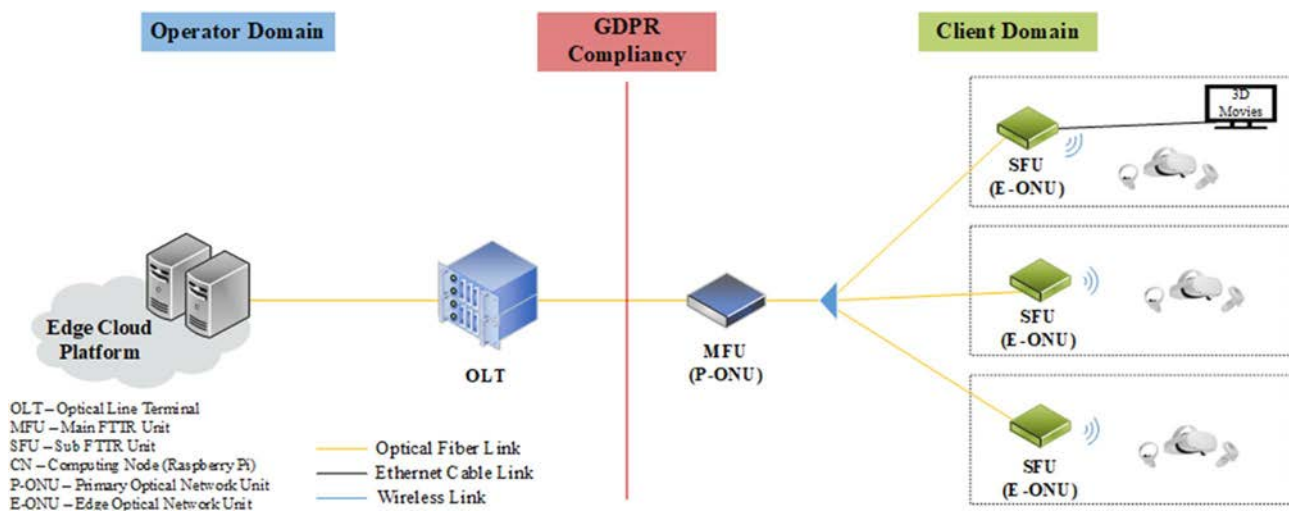 Operator Domain
GDPR
Compliancy
Client Domain
3D
Movies
SFU
(E-ONU)
SFU
(E-ONU)
SFU
(E-ONU)
Edge Cloud
Platform
OLT
MFU
(P-ONU)
OLT – Optical Line Terminal
MFU – Main FTTR Unit
SFU – Sub FTTR Unit
CN – Computing Node (Raspberry Pi)
P-ONU – Primary Optical Network Unit
E-ONU – Edge Optical Network Unit
Optical Fiber Link
Ethernet Cable Link
Wireless Link